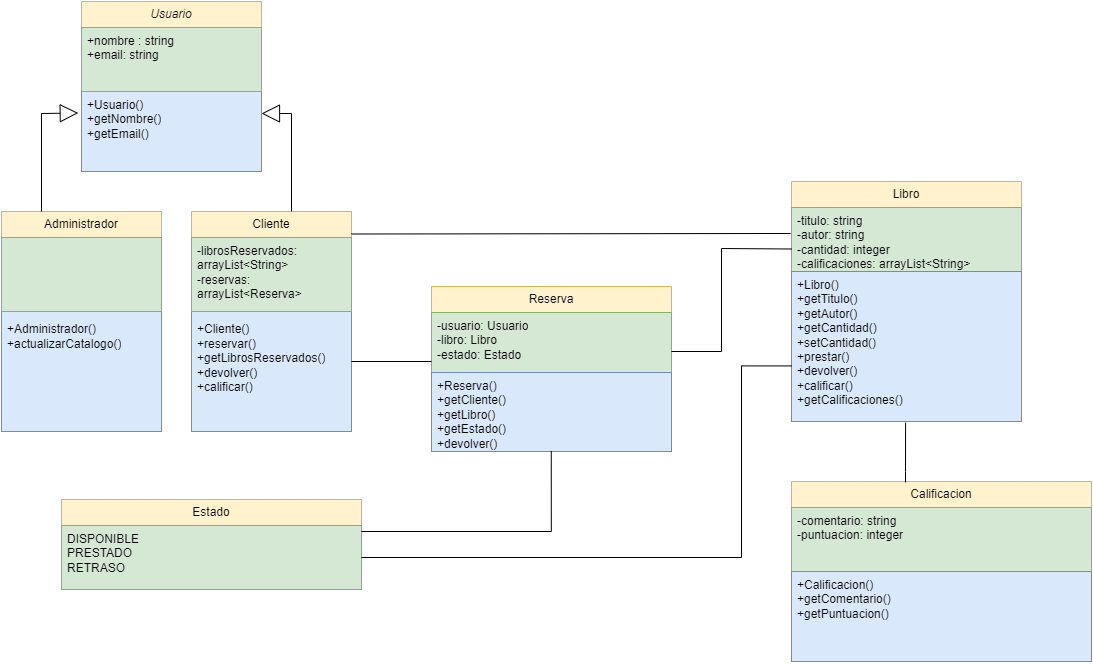 Usuario
+nombre : string
+email: string
+Usuario()
+getNombre()
+getEmail()
Administrador
+Administrador()
+actualizarCatalogo()
Cliente
-librosReservados:
arrayList<String>
-reservas:
arrayList<Reserva>
+Cliente()
+reservar()
+getLibrosReservados()
+devolver()
+calificar()
Reserva
-usuario: Usuario
-libro: Libro
-estado: Estado
+Reserva()
+getCliente()
+getLibro()
+getEstado()
+devolver()
Libro
-titulo: string
-autor: string
-cantidad: integer
-calificaciones: arrayList<String>
+Libro()
+getTitulo()
+getAutor()
+getCantidad()
+setCantidad()
+prestar()
+devolver()
+calificar()
+getCalificaciones()
Estado
DISPONIBLE
PRESTADO
RETRASO
Calificacion
-comentario: string
-puntuacion: integer
+Calificacion()
+getComentario()
+getPuntuacion()